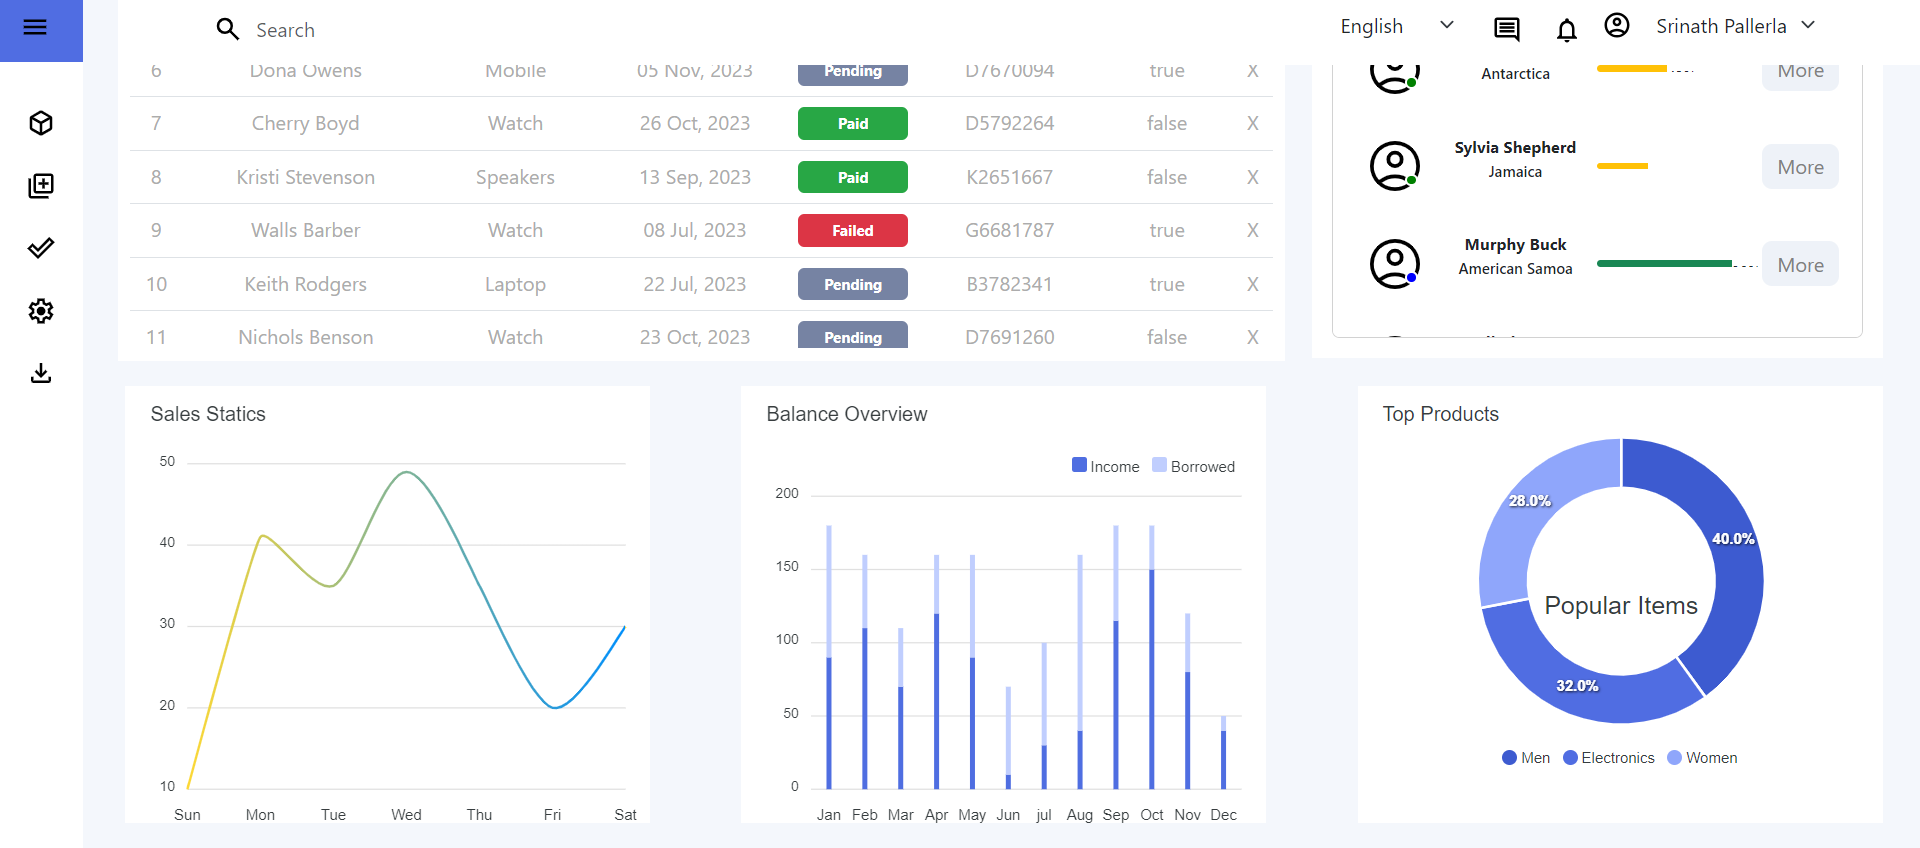 Search
English
Srinath Pallerla
6 Dona Owens Mobile 05 Nov, 2023 Pending D7670094 true X
7 Cherry Boyd Watch 26 Oct, 2023 Paid D5792264 false X
8 Kristi Stevenson Speakers 13 Sep, 2023 Paid K2651667 false X
9 Walls Barber Watch 08 Jul, 2023 Failed G6681787 true X
10 Keith Rodgers Laptop 22 Jul, 2023 Pending B3782341 true X
11 Nichols Benson Watch 23 Oct, 2023 Pending D7691260 false X
Antarctica
More
Sylvia Shepherd
Jamaica
More
Murphy Buck
American Samoa
More
Sales Statics
50
40
30
20
10
Sun Mon Tue Wed Thu Fri Sat
Balance Overview
Income Borrowed
200
150
100
50
0
Jan Feb Mar Apr May Jun jul Aug Sep Oct Nov Dec
Top Products
28.0%
40.0%
Popular Items
32.0%
Men Electronics Women